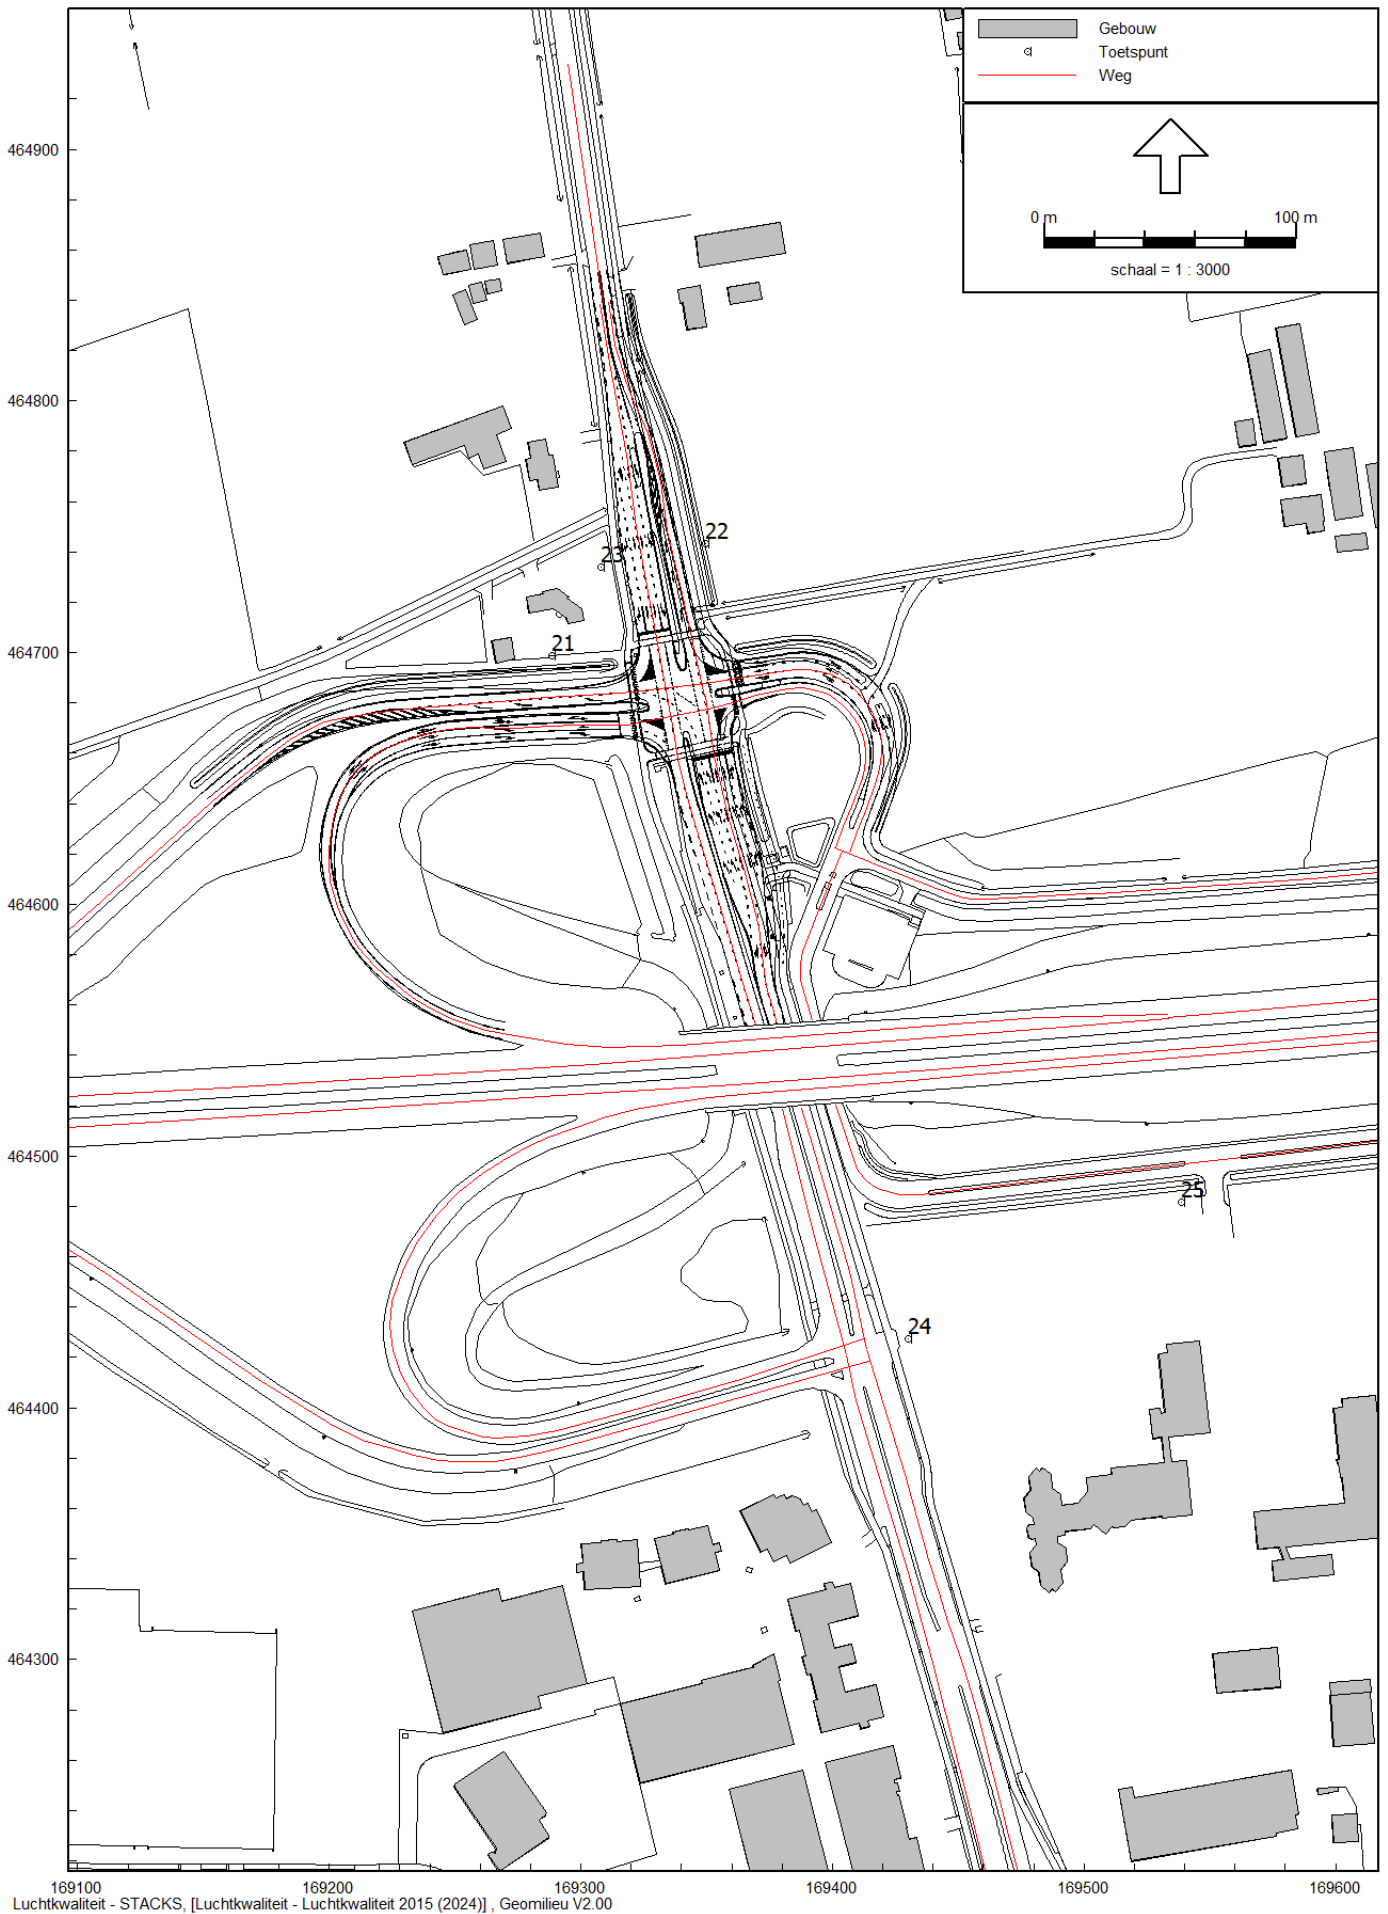 Gebouw
Toetspunt
Weg
0 m 100 m
schaal = 1 : 3000
464900
464800
22
23
464700
21
464600
464500
25
24
464400
464300
169100 169200 169300 169400 169500 169600
Luchtkwaliteit - STACKS, [Luchtkwaliteit - Luchtkwaliteit 2015 (2024)] , Geomilieu V2.00